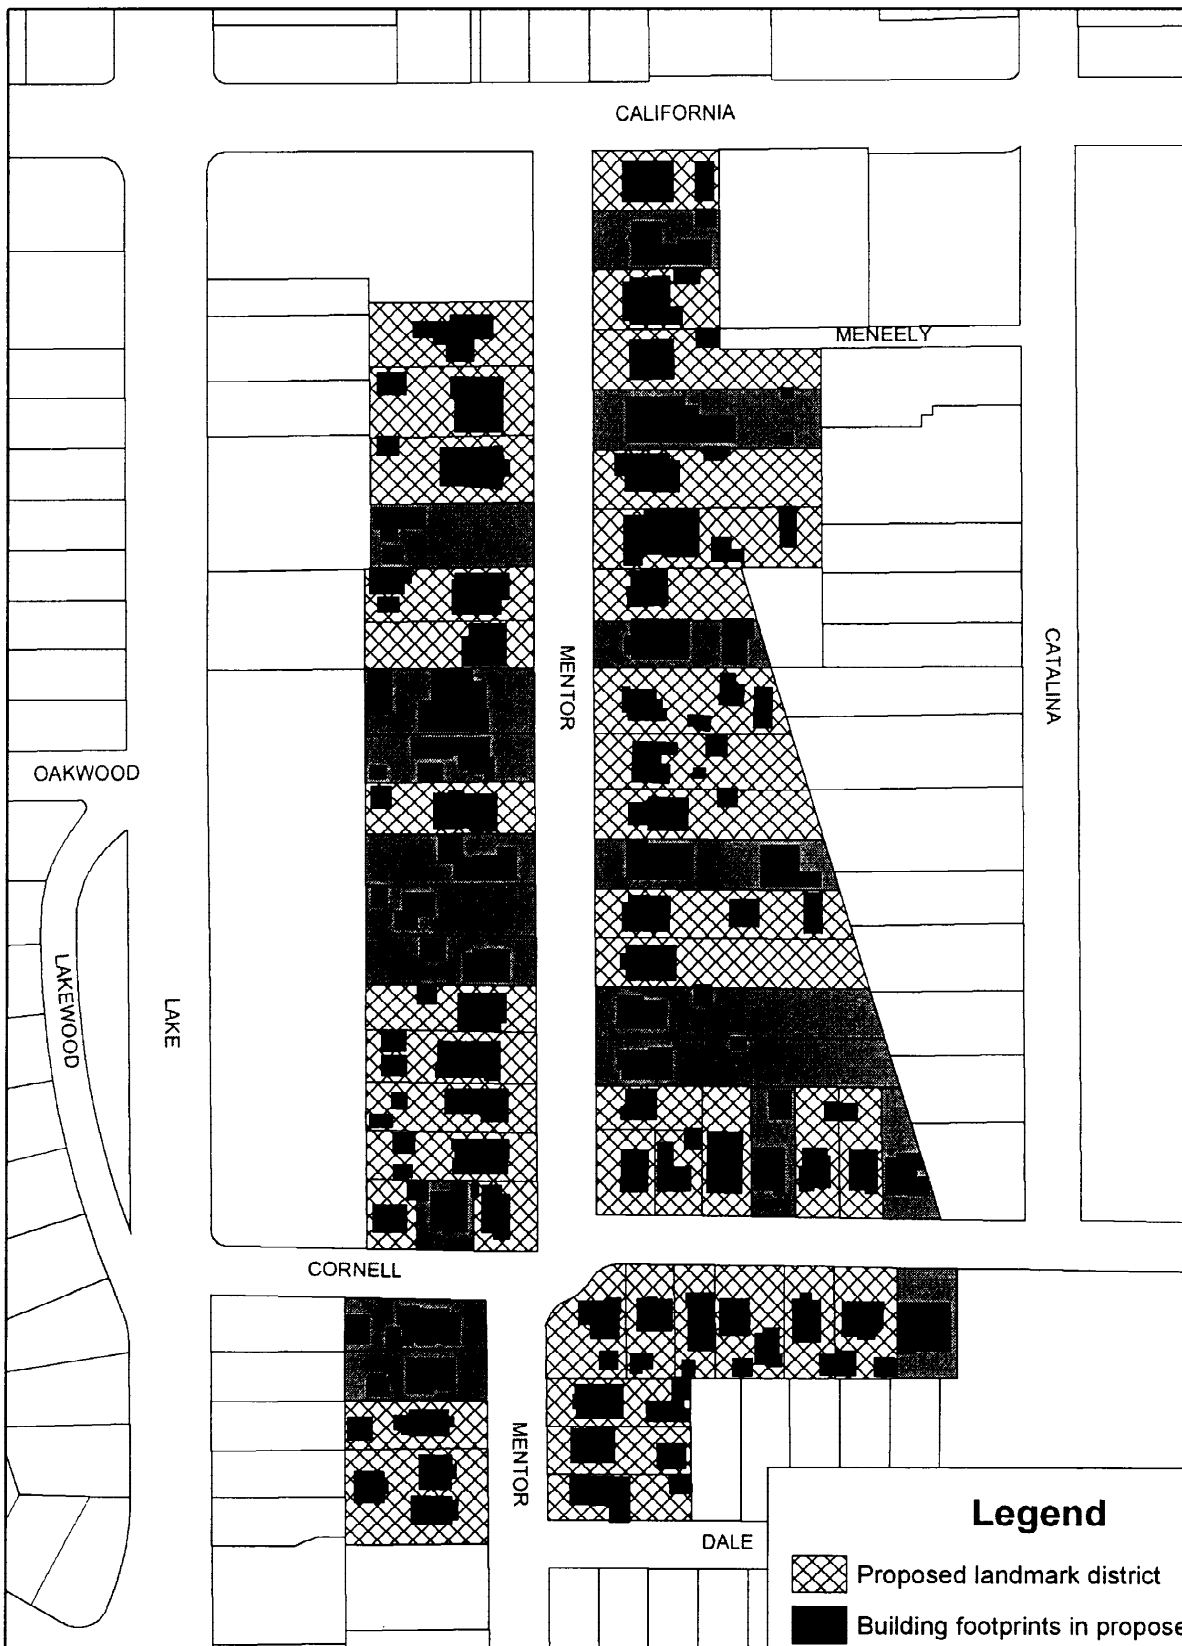 CALIFORNIA
MENEELY
MENTOR
CATALINA
OAKWOOD
LAKEWOOD
LAKE
CORNELL
MENTOR
DALE
Legend
Proposed landmark district
Building footprints in propose